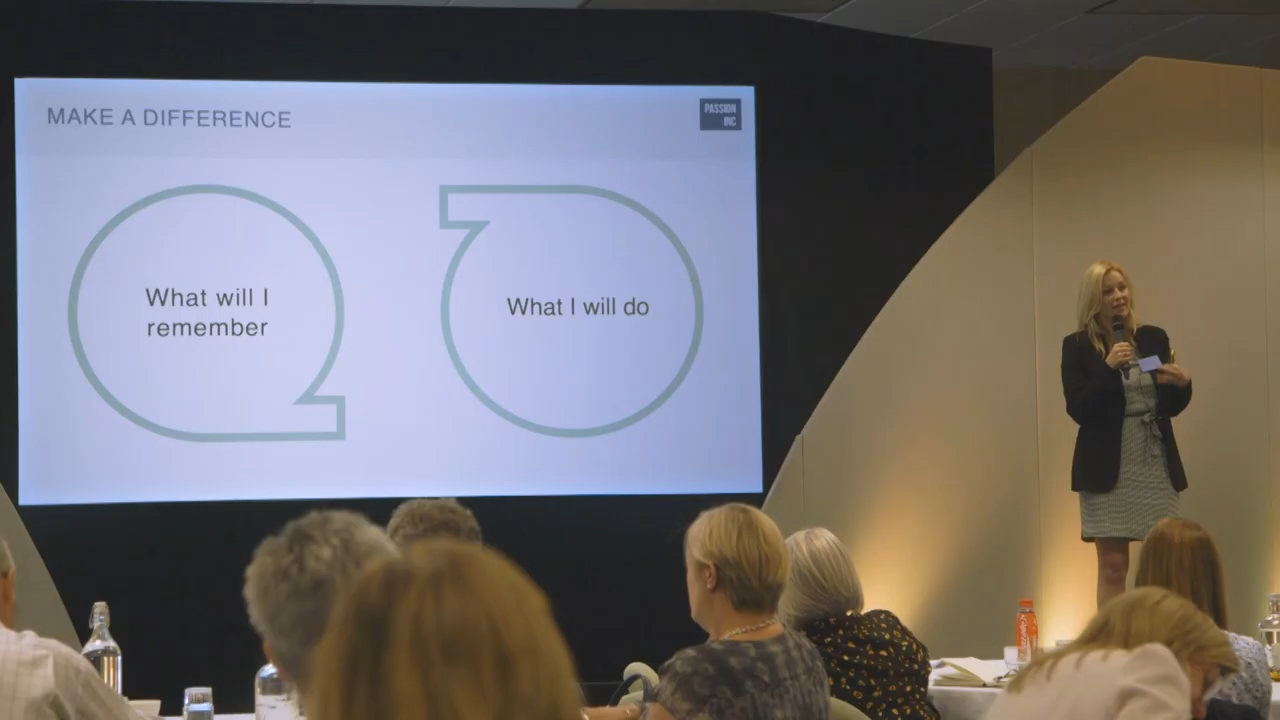 MAKE A DIFFERENCE
PASSION
INC
What will I
remember
What I will do